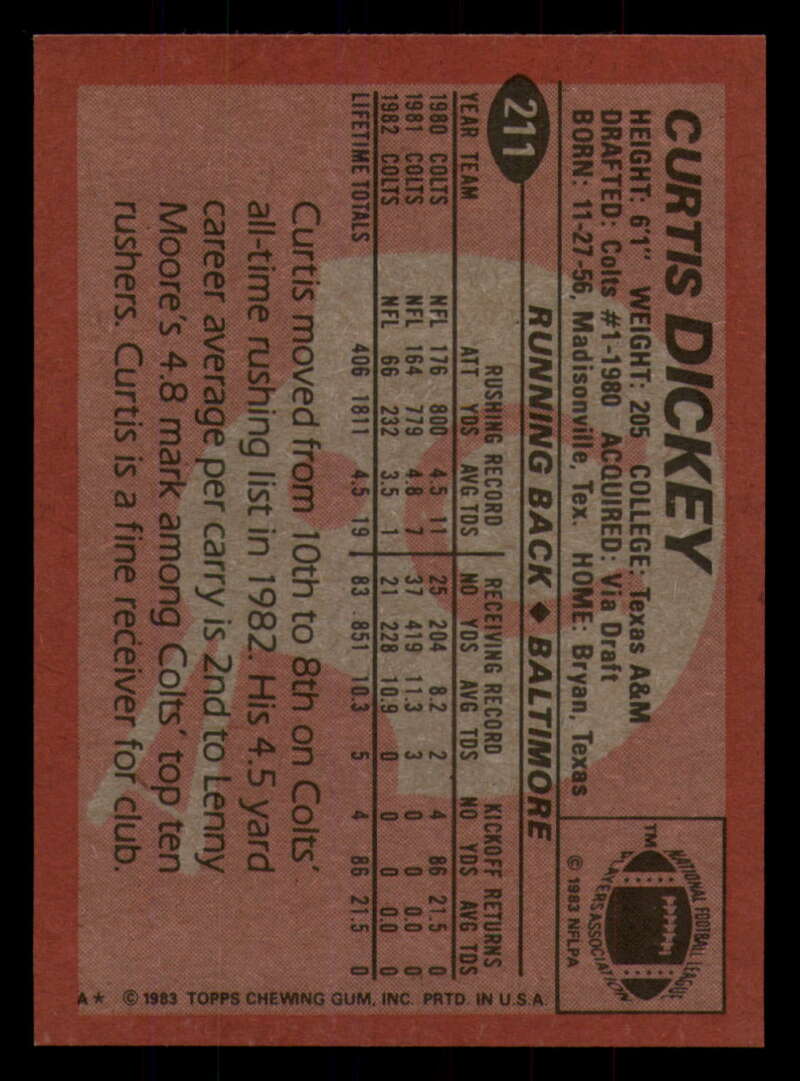 CURTIS DICKEY
HEIGHT: 6'1" WEIGHT: 205 COLLEGE: Texas A&M
DRAFTED: Colts #1-1980 ACQUIRED: Via Draft
BORN: 11-27-56, Madisonville, Tex. HOME: Bryan, Texas
NATIONAL FOOTBALL LEAGUE
PLAYERS ASSOCIATION
TM
© 1983 NFLPA
211
RUNNING BACK ♦ BALTIMORE
RUSHING RECORD RECEIVING RECORD KICKOFF RETURNS
YEAR TEAM ATT YDS AVG TDS NO YDS AVG TDS NO YDS AVG TDS
1980 COLTS NFL 176 800 4.5 11 25 204 8.2 2 4 86 21.5 0
1981 COLTS NFL 164 779 4.8 7 37 419 11.3 3 0 0 0.0 0
1982 COLTS NFL 66 232 3.5 1 21 228 10.9 0 0 0 0.0 0
LIFETIME TOTALS 406 1811 4.5 19 83 851 10.3 5 4 86 21.5 0
Curtis moved from 10th to 8th on Colts'
all-time rushing list in 1982. His 4.5 yard
career average per carry is 2nd to Lenny
Moore's 4.8 mark among Colts' top ten
rushers. Curtis is a fine receiver for club.
A★ © 1983 TOPPS CHEWING GUM, INC. PRTD. IN U.S.A.